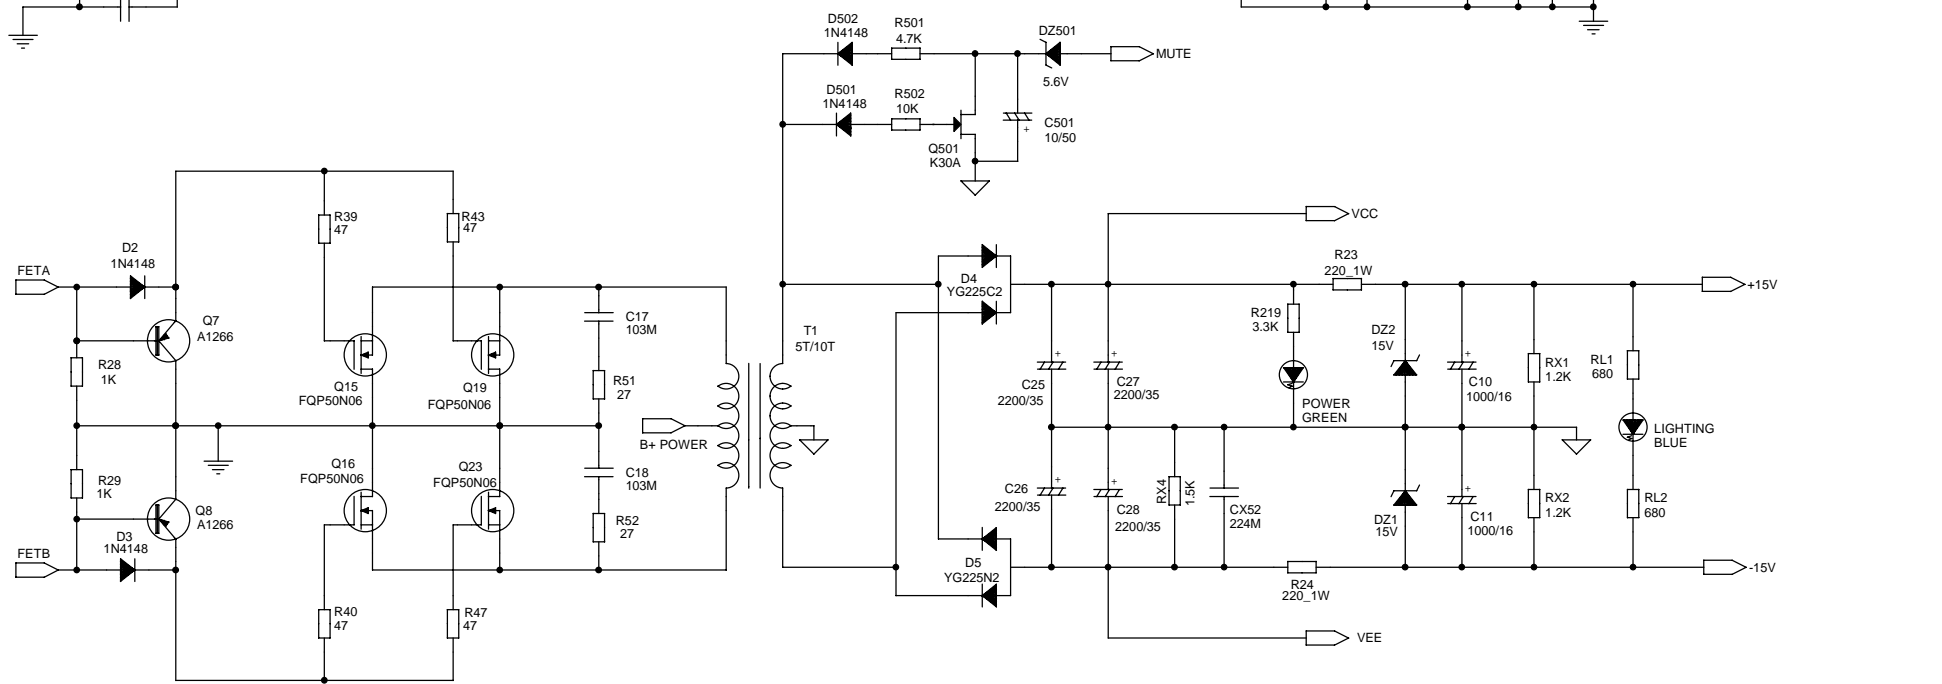 D502
1N4148
R501
4.7K
DZ501
5.6V
MUTE
D501
1N4148
R502
10K
C501
10/50
Q501
K30A
R39
47
R43
47
VCC
D2
1N4148
FETA
Q7
A1266
R28
1K
Q15
FQP50N06
Q19
FQP50N06
C17
103M
R51
27
T1
5T/10T
B+ POWER
D4
YG225C2
R23
220_1W
+15V
R219
3.3K
DZ2
15V
C25
2200/35
C27
2200/35
POWER
GREEN
C10
1000/16
RX1
1.2K
RL1
680
LIGHTING
BLUE
R29
1K
Q8
A1266
Q16
FQP50N06
Q23
FQP50N06
C18
103M
R52
27
C26
2200/35
C28
2200/35
RX4
1.5K
CX52
224M
DZ1
15V
C11
1000/16
RX2
1.2K
RL2
680
FETB
D3
1N4148
D5
YG225N2
R24
220_1W
-15V
R40
47
R47
47
VEE